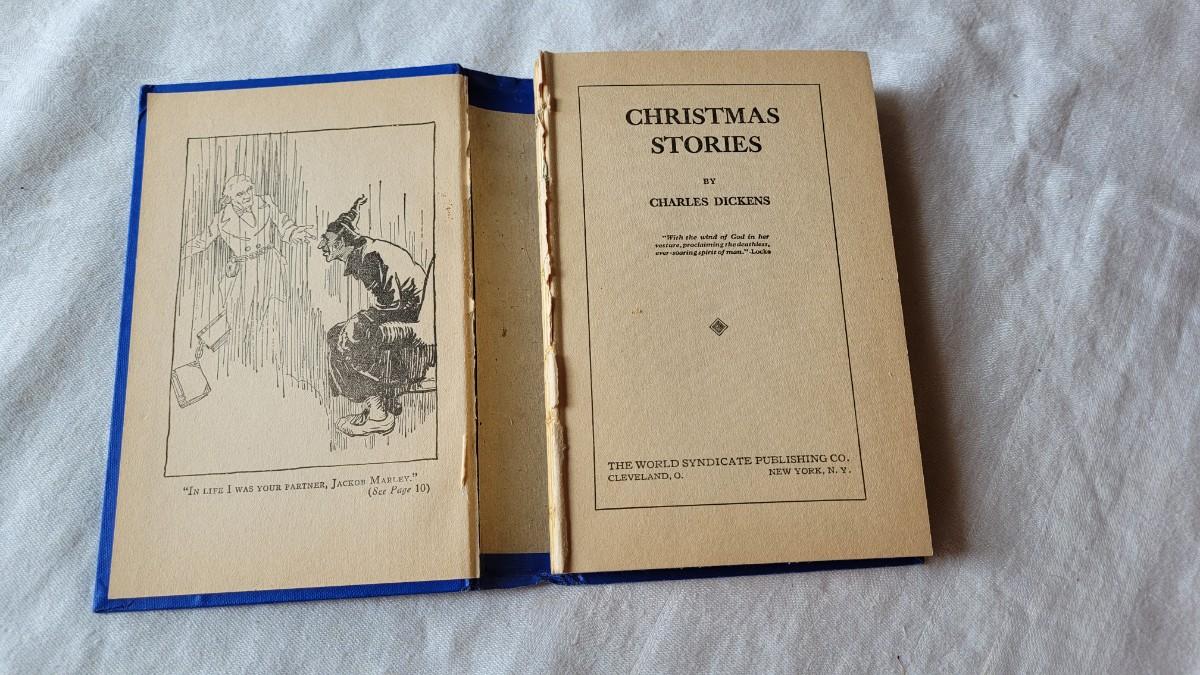 "IN LIFE I WAS YOUR PARTNER, JACKOB MARLEY."
(See Page 10)
CHRISTMAS
STORIES
BY
CHARLES DICKENS
"With the wind of God in her
vesture, proclaiming the deathless,
ever-soaring spirit of man."-Locke
THE WORLD SYNDICATE PUBLISHING CO.
CLEVELAND, O. NEW YORK, N. Y.